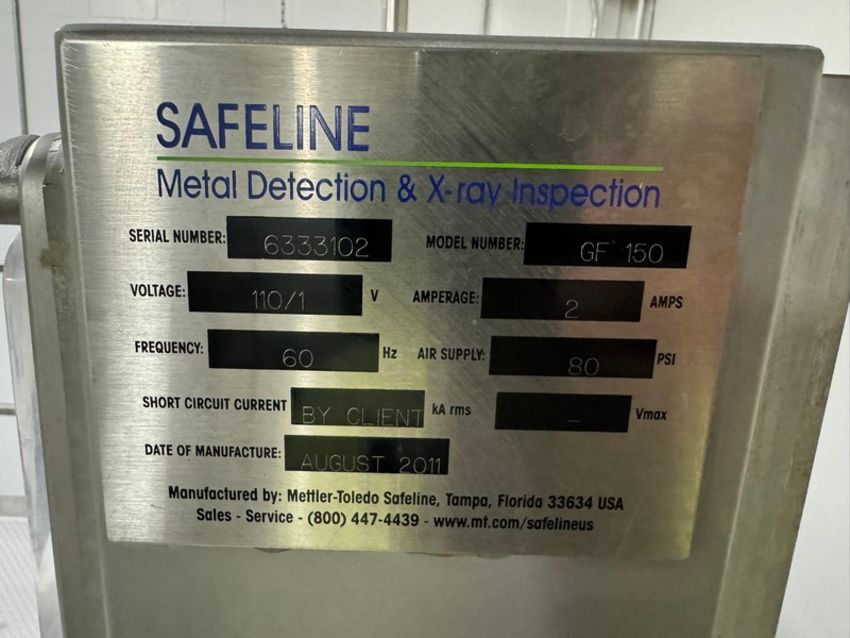 SAFELINE
Metal Detection & X-ray Inspection
SERIAL NUMBER: 6333102 MODEL NUMBER: GF 150
VOLTAGE: 110/1 V AMPERAGE: 2 AMPS
FREQUENCY: 60 Hz AIR SUPPLY: 80 PSI
SHORT CIRCUIT CURRENT BY CLIENT kA rms – Vmax
DATE OF MANUFACTURE: AUGUST 2011
Manufactured by: Mettler-Toledo Safeline, Tampa, Florida 33634 USA
Sales - Service - (800) 447-4439 - www.mt.com/safelineus